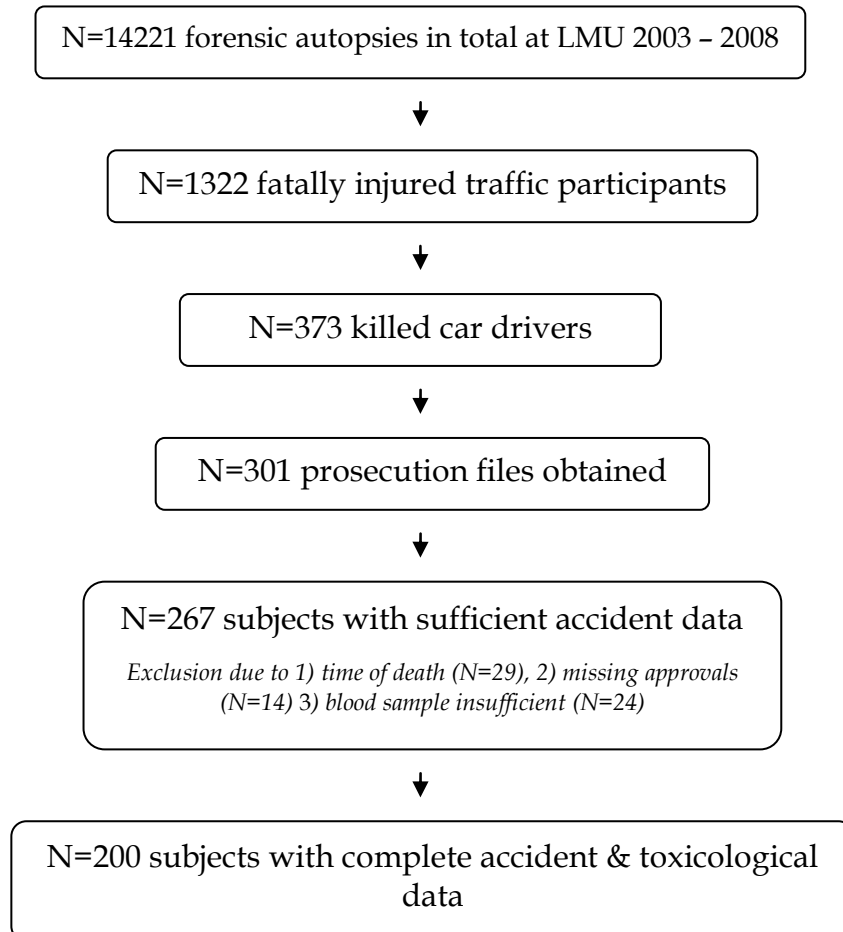 N=14221 forensic autopsies in total at LMU 2003 – 2008
N=1322 fatally injured traffic participants
N=373 killed car drivers
N=301 prosecution files obtained
N=267 subjects with sufficient accident data
Exclusion due to 1) time of death (N=29), 2) missing approvals
(N=14) 3) blood sample insufficient (N=24)
N=200 subjects with complete accident & toxicological
data